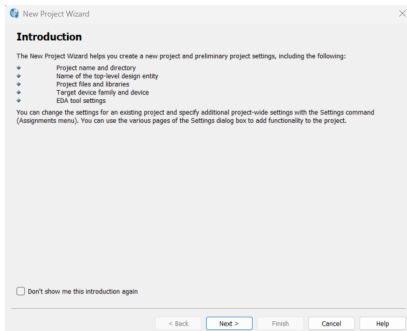 New Project Wizard
Introduction
The New Project Wizard helps you create a new project and preliminary project settings, including the following:
Project name and directory
Name of the top-level design entity
Project files and libraries
Target device family and device
EDA tool settings
You can change the settings for an existing project and specify additional project-wide settings with the Settings command
(Assignments menu). You can use the various pages of the Settings dialog box to add functionality to the project.
Don't show me this introduction again
< Back Next > Finish Cancel Help